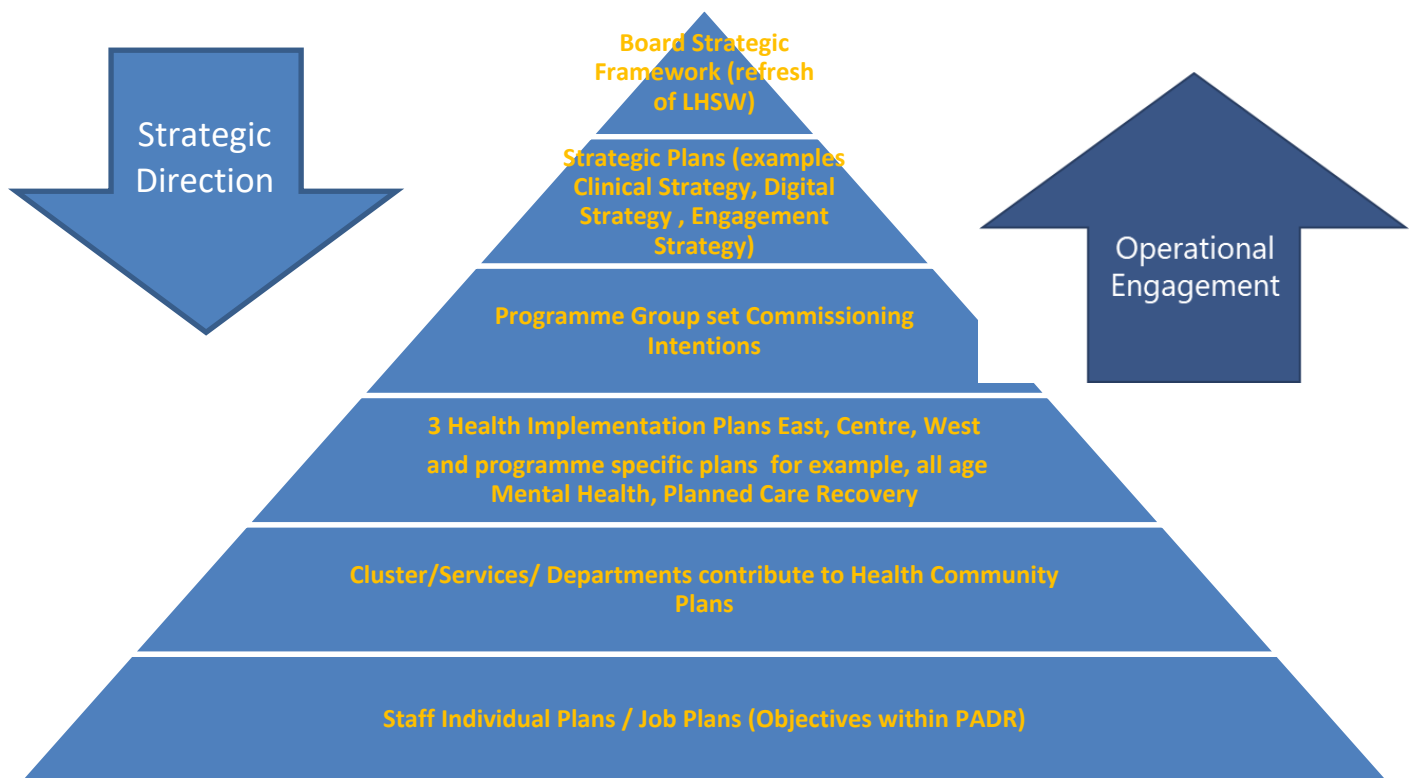 Board Strategic
Framework (refresh
of LHSW)
Strategic
Direction
Strategic Plans (examples
Clinical Strategy, Digital
Strategy , Engagement
Strategy)
Operational
Engagement
Programme Group set Commissioning
Intentions
3 Health Implementation Plans East, Centre, West
and programme specific plans  for example, all age
Mental Health, Planned Care Recovery
Cluster/Services/ Departments contribute to Health Community
Plans
Staff Individual Plans / Job Plans (Objectives within PADR)